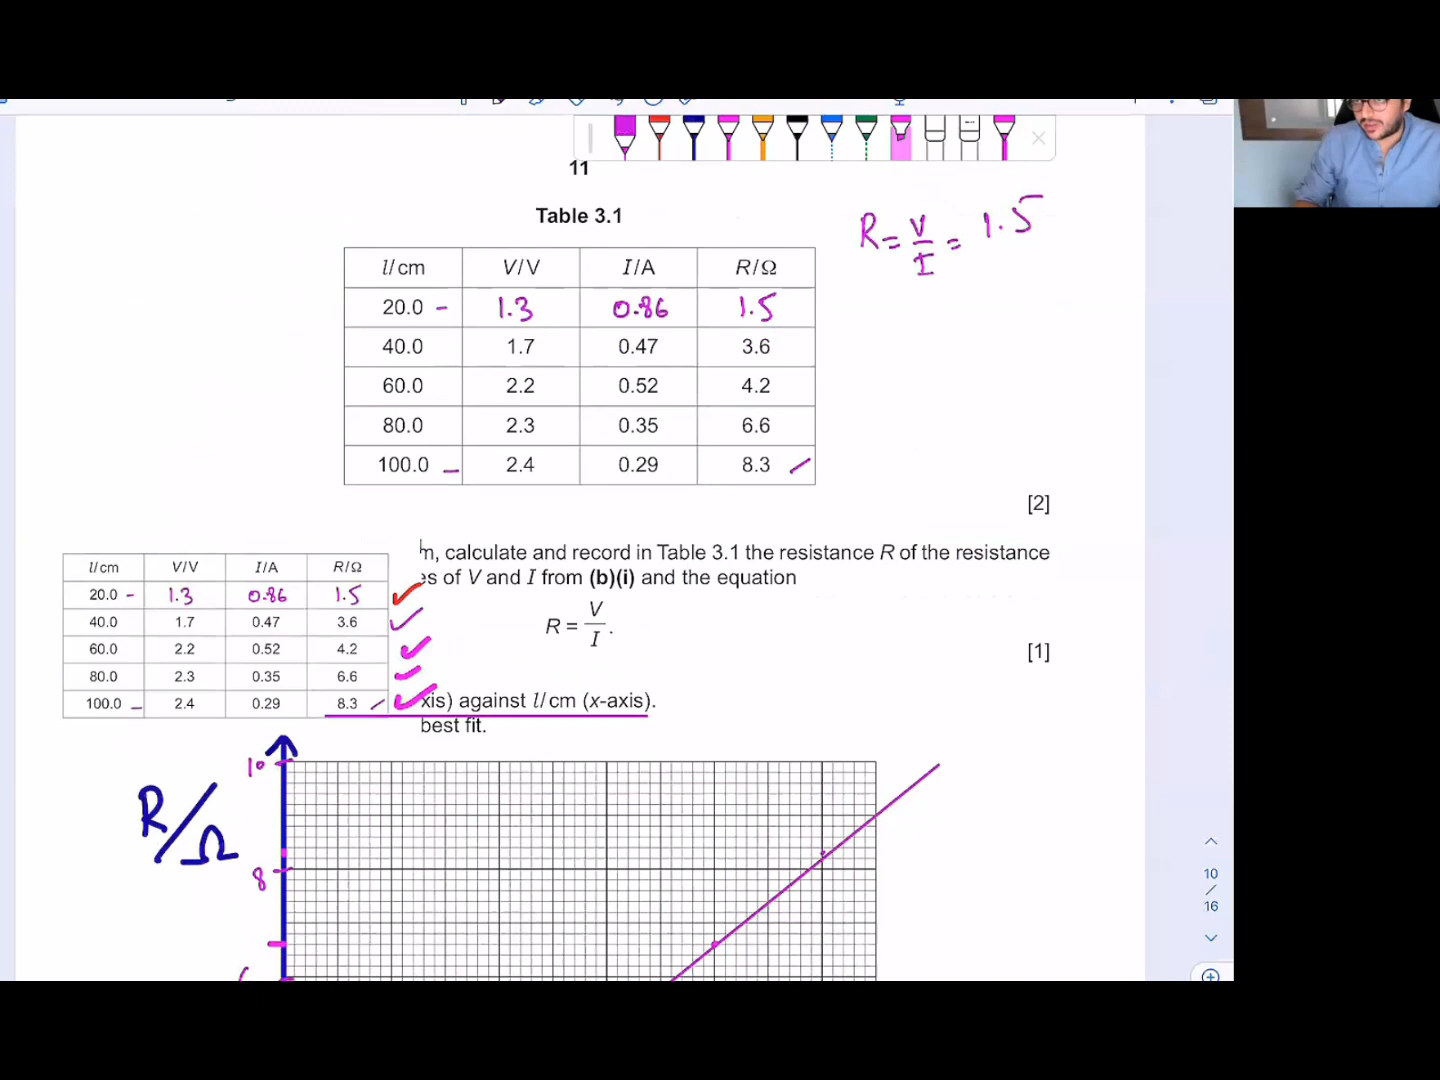 11
Table 3.1
R = V/I = 1.5
l/cm V/V I/A R/Ω
20.0 – 1.3 0.86 1.5
40.0 1.7 0.47 3.6
60.0 2.2 0.52 4.2
80.0 2.3 0.35 6.6
100.0 – 2.4 0.29 8.3
[2]
m, calculate and record in Table 3.1 the resistance R of the resistance
es of V and I from (b)(i) and the equation
R = V/I.
[1]
l/cm V/V I/A R/Ω
20.0 – 1.3 0.86 1.5
40.0 1.7 0.47 3.6
60.0 2.2 0.52 4.2
80.0 2.3 0.35 6.6
100.0 – 2.4 0.29 8.3
xis) against l/cm (x-axis).
best fit.
10
R/Ω
8
10
/
16